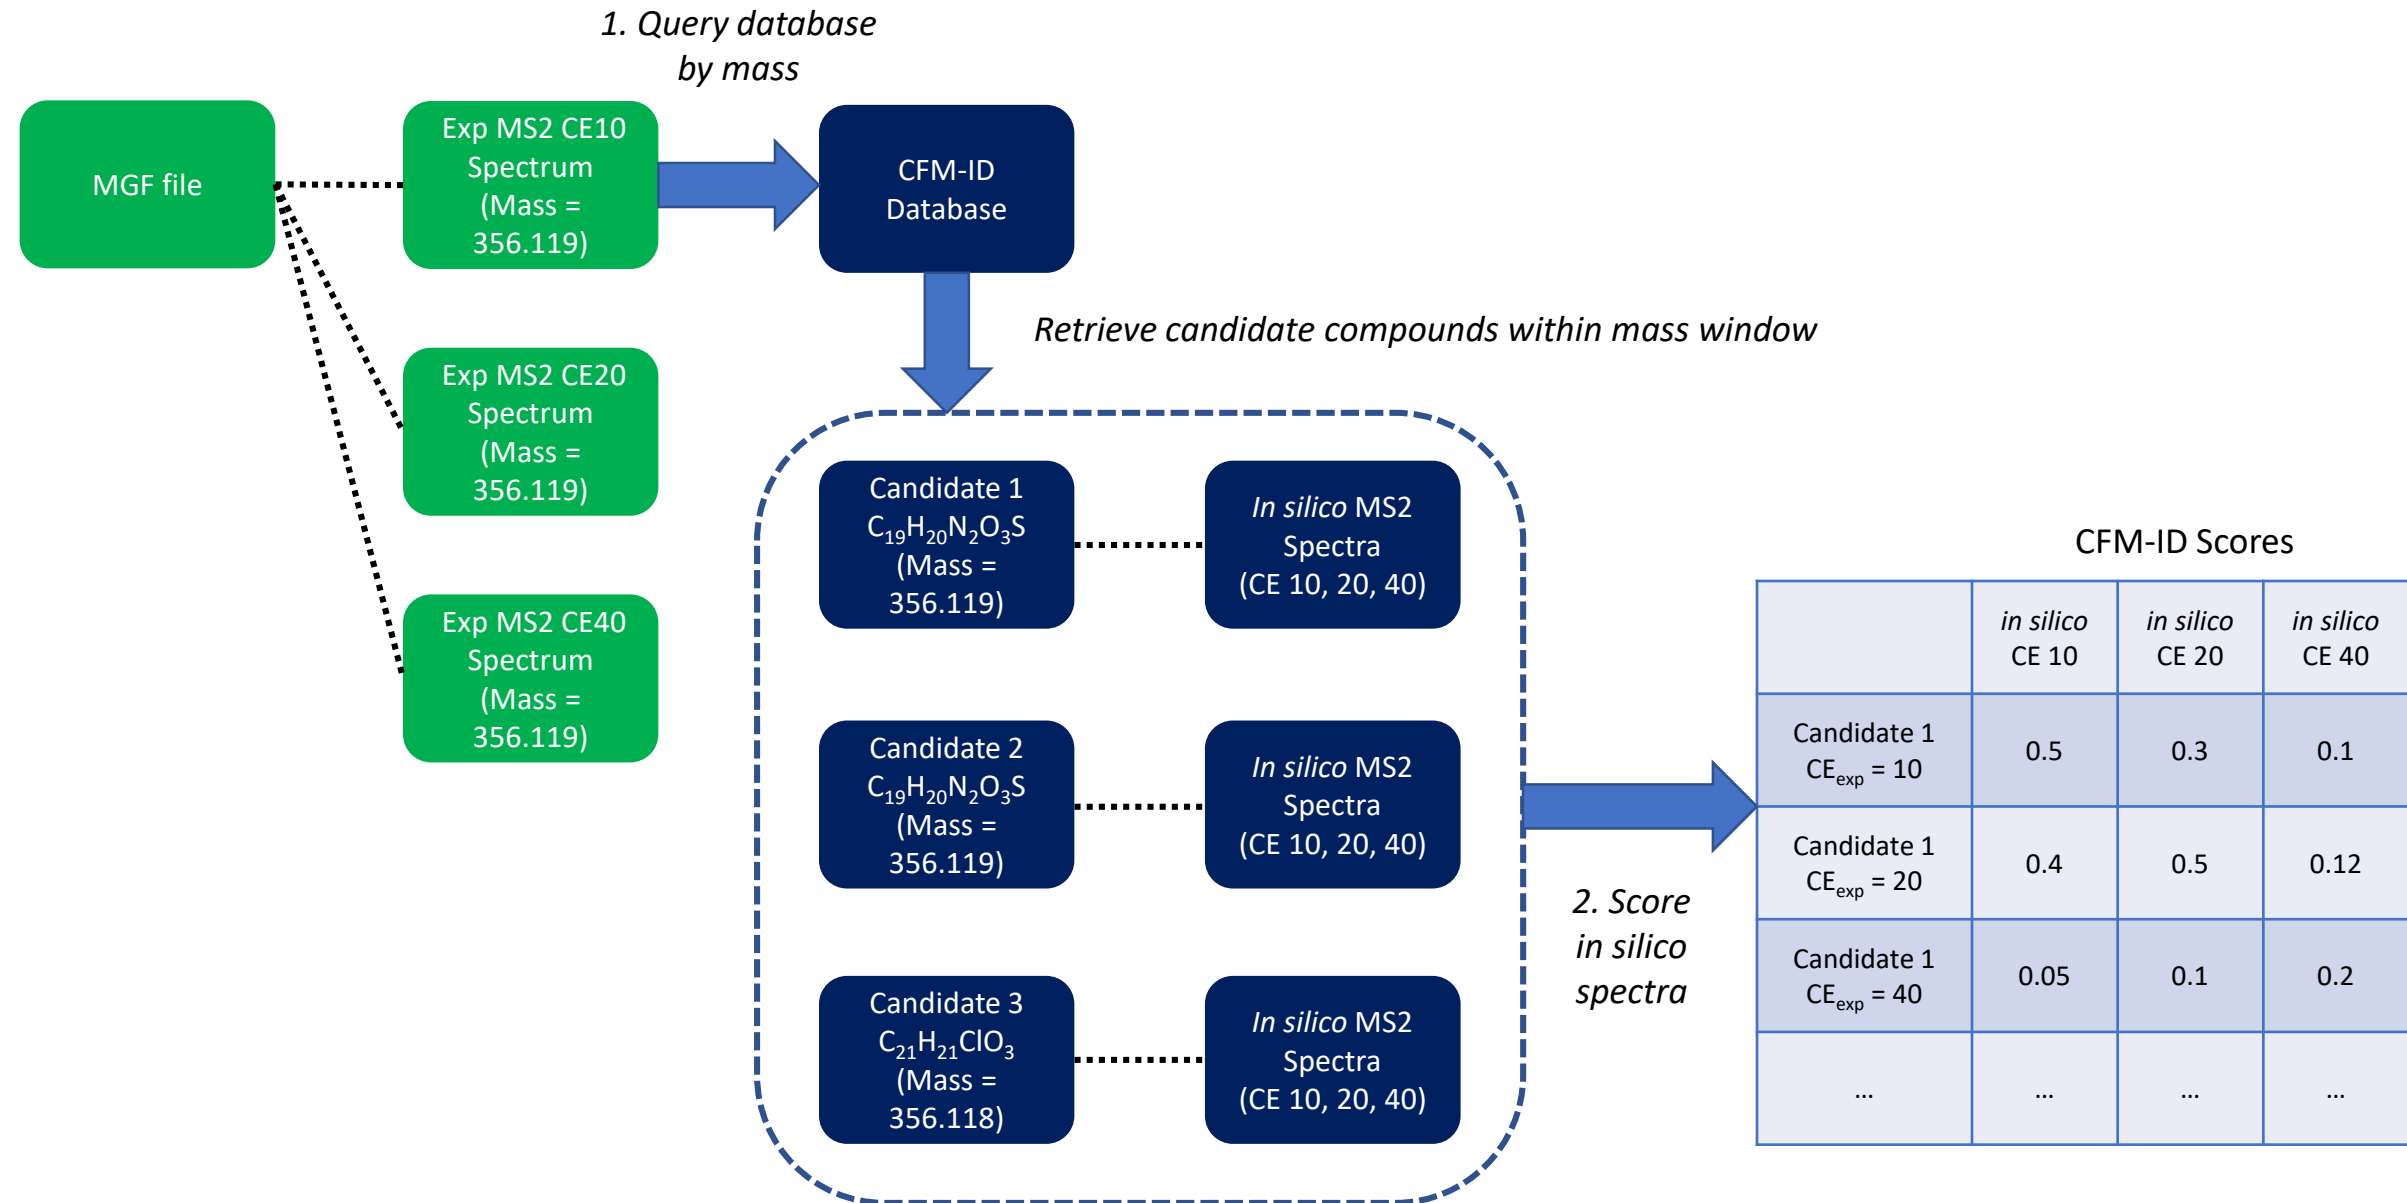 1. Query database
by mass
MGF file
Exp MS2 CE10
Spectrum
(Mass =
356.119)
CFM-ID
Database
Exp MS2 CE20
Spectrum
(Mass =
356.119)
Exp MS2 CE40
Spectrum
(Mass =
356.119)
Retrieve candidate compounds within mass window
Candidate 1
C₁₉H₂₀N₂O₃S
(Mass =
356.119)
In silico MS2
Spectra
(CE 10, 20, 40)
Candidate 2
C₁₉H₂₀N₂O₃S
(Mass =
356.119)
In silico MS2
Spectra
(CE 10, 20, 40)
Candidate 3
C₂₁H₂₁ClO₃
(Mass =
356.118)
In silico MS2
Spectra
(CE 10, 20, 40)
2. Score
in silico
spectra
CFM-ID Scores
in silico
CE 10
in silico
CE 20
in silico
CE 40
Candidate 1
CEexp = 10
0.5
0.3
0.1
Candidate 1
CEexp = 20
0.4
0.5
0.12
Candidate 1
CEexp = 40
0.05
0.1
0.2
...
...
...
...